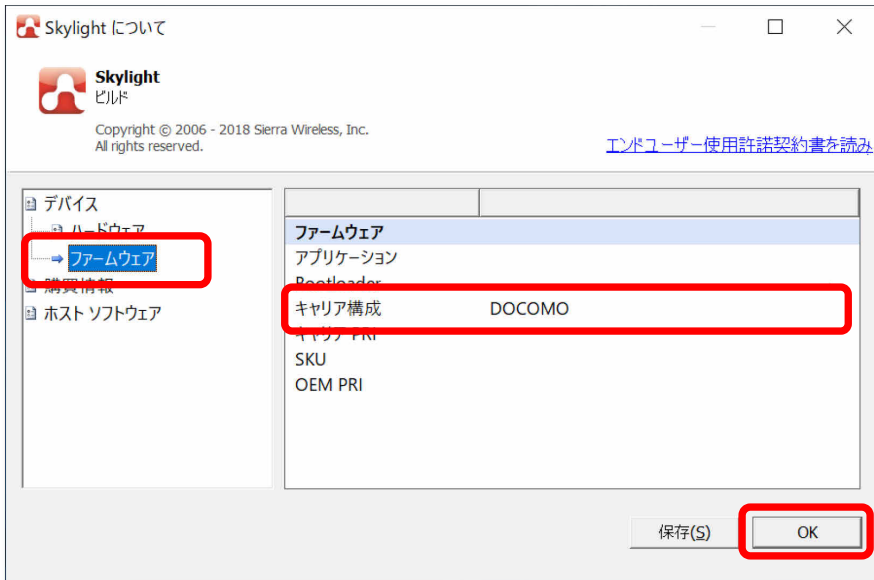 Skylight について
Skylight
ビルド
Copyright © 2006 - 2018 Sierra Wireless, Inc.
All rights reserved.
エンドユーザー使用許諾契約書を読み
デバイス
ハードウェア
ファームウェア
購買情報
ホスト ソフトウェア
ファームウェア
アプリケーション
Bootloader
キャリア構成 DOCOMO
キャリア PRI
SKU
OEM PRI
保存(S)
OK